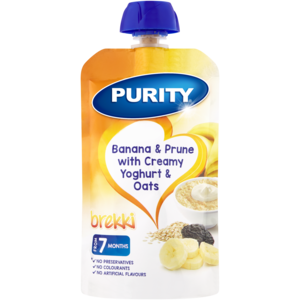 PURITY
Banana & Prune
with Creamy
Yoghurt &
Oats
brekki
FROM 7 MONTHS
✓NO PRESERVATIVES
✓NO COLOURANTS
✓NO ARTIFICIAL FLAVOURS